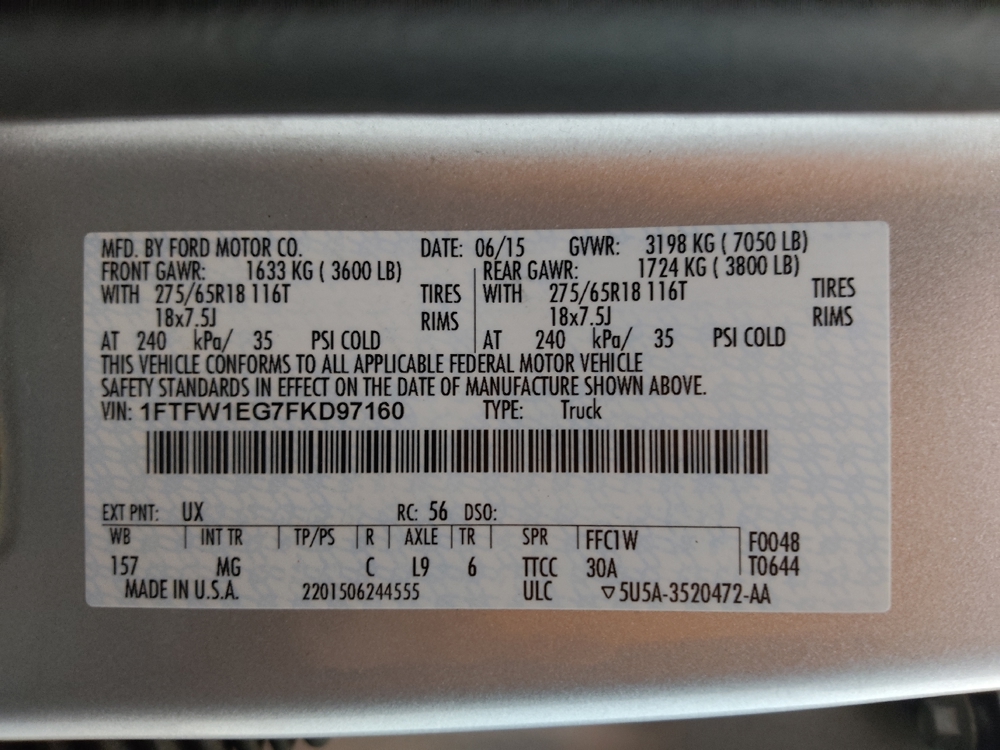 MFD. BY FORD MOTOR CO. DATE: 06/15 GVWR: 3198 KG ( 7050 LB)
FRONT GAWR: 1633 KG ( 3600 LB) REAR GAWR: 1724 KG ( 3800 LB)
WITH 275/65R18 116T TIRES WITH 275/65R18 116T TIRES
18x7.5J RIMS 18x7.5J RIMS
AT 240 kPa/ 35 PSI COLD AT 240 kPa/ 35 PSI COLD
THIS VEHICLE CONFORMS TO ALL APPLICABLE FEDERAL MOTOR VEHICLE
SAFETY STANDARDS IN EFFECT ON THE DATE OF MANUFACTURE SHOWN ABOVE.
VIN: 1FTFW1EG7FKD97160 TYPE: Truck
EXT PNT: UX RC: 56 DSO:
WB INT TR TP/PS R AXLE TR SPR FFC1W F0048
157 MG C L9 6 TTCC 30A T0644
MADE IN U.S.A. 2201506244555 ULC ▽5U5A-3520472-AA